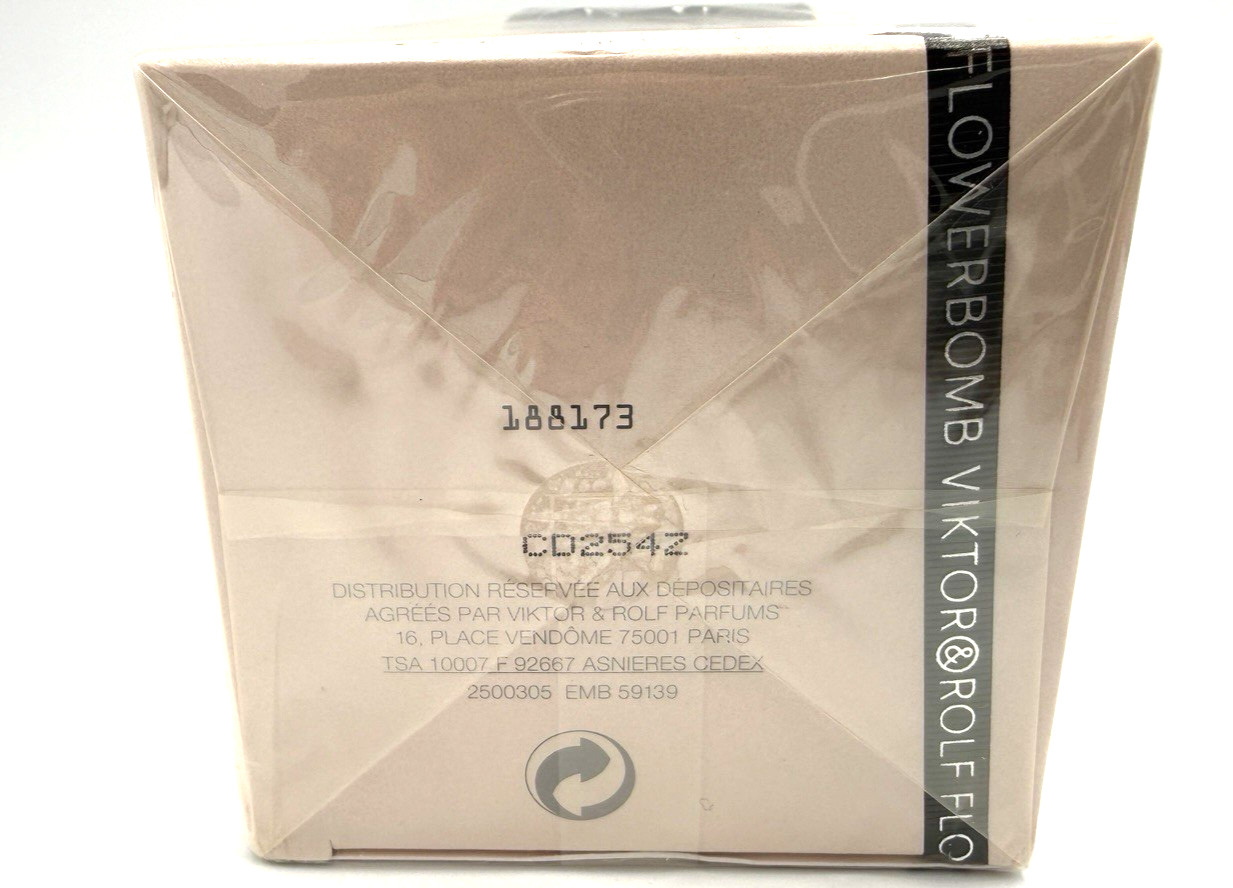 188173
CD254Z
DISTRIBUTION RÉSERVÉE AUX DÉPOSITAIRES
AGRÉÉS PAR VIKTOR & ROLF PARFUMS
16, PLACE VENDÔME 75001 PARIS
TSA 10007 F 92667 ASNIERES CEDEX
2500305 EMB 59139
FLOWERBOMB VIKTOR&ROLF FLO